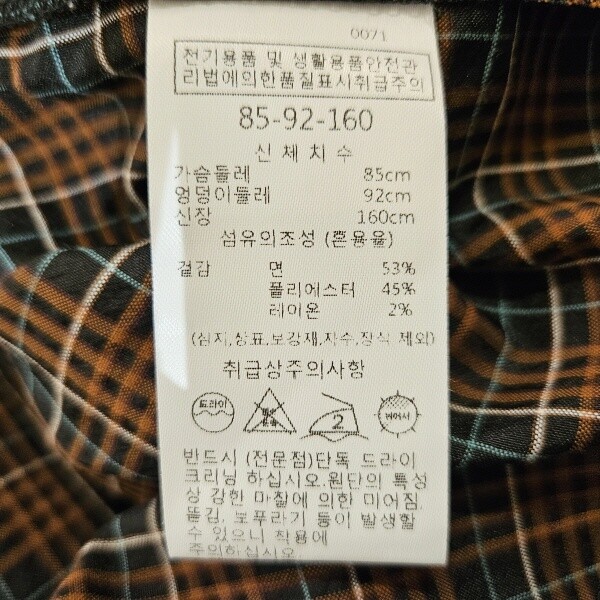 0071
전기용품 및 생활용품안전관
리법에의한품질표시취급주의
85-92-160
신 체 치 수
가슴둘레 85cm
엉덩이둘레 92cm
신장 160cm
섬유의조성 (혼용율)
겉감 면 53%
폴리에스터 45%
레이온 2%
(심지,상표,보강재,자수,장식 제외)
취급상주의사항
드라이 2 뉘어서
반드시 (전문점)단독 드라이
크리닝 하십시오.원단의 특성
상 강한 마찰에 의한 미어짐.
뜯김, 보푸라기 등이 발생할
수 있으니 착용에
주의하십시오.